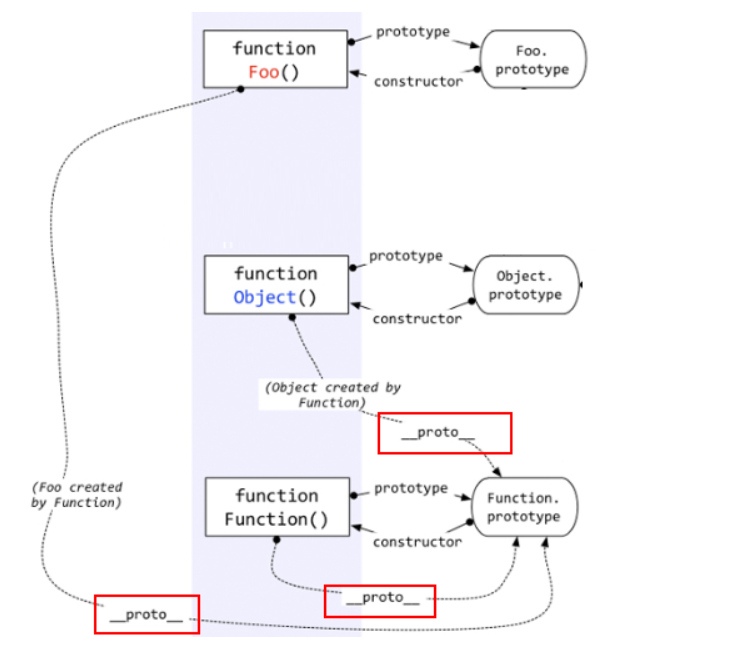 prototype
function
Foo()
Foo.
prototype
constructor
prototype
function
Object()
Object.
prototype
constructor
(Object created by
Function)
__proto__
(Foo created
by Function)
prototype
function
Function()
Function.
prototype
constructor
__proto__
__proto__